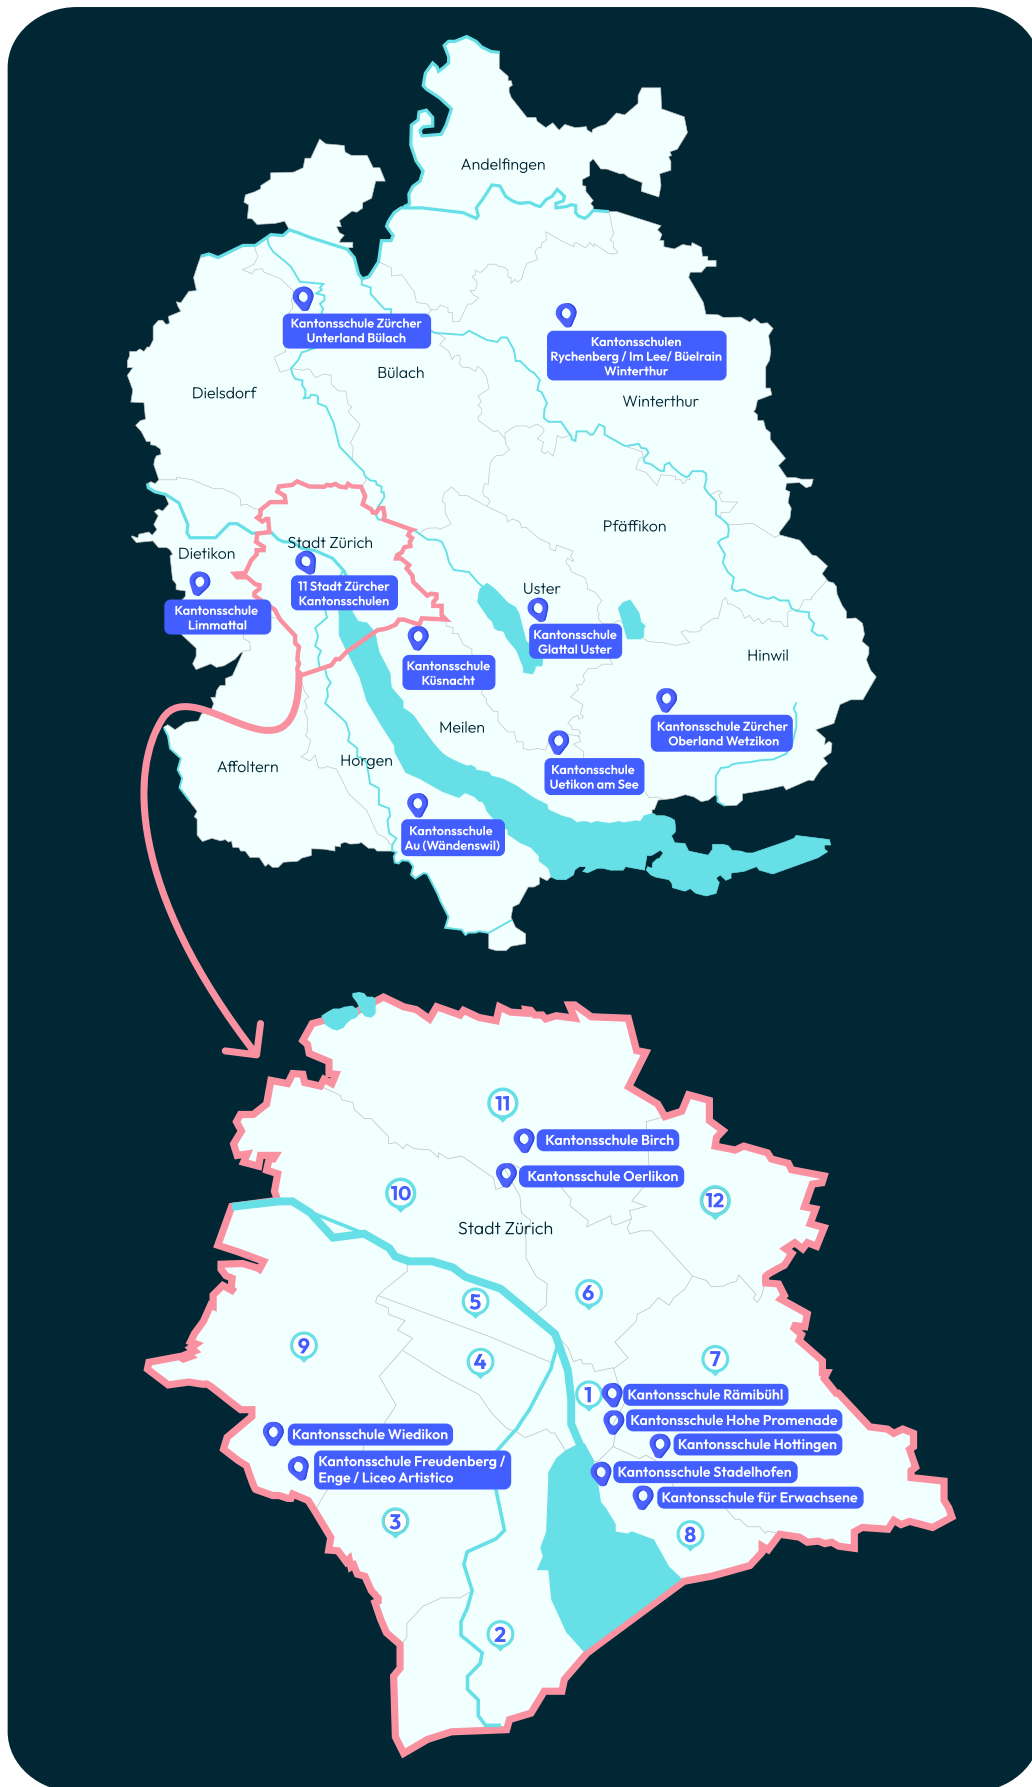 Andelfingen
Kantonsschule Zürcher
Unterland Bülach
Kantonsschulen
Rychenberg / Im Lee/ Büelrain
Winterthur
Bülach
Dielsdorf
Winterthur
Pfäffikon
Stadt Zürich
Dietikon
11 Stadt Zürcher
Kantonsschulen
Uster
Kantonsschule
Limmattal
Kantonsschule
Glattal Uster
Hinwil
Kantonsschule
Küsnacht
Meilen
Kantonsschule Zürcher
Oberland Wetzikon
Horgen
Affoltern
Kantonsschule
Uetikon am See
Kantonsschule
Au (Wändenswil)
11
Kantonsschule Birch
Kantonsschule Oerlikon
10
12
Stadt Zürich
6
5
9
4
7
1
Kantonsschule Rämibühl
Kantonsschule Hohe Promenade
Kantonsschule Wiedikon
Kantonsschule Hottingen
Kantonsschule Freudenberg /
Enge / Liceo Artistico
Kantonsschule Stadelhofen
Kantonsschule für Erwachsene
3
8
2